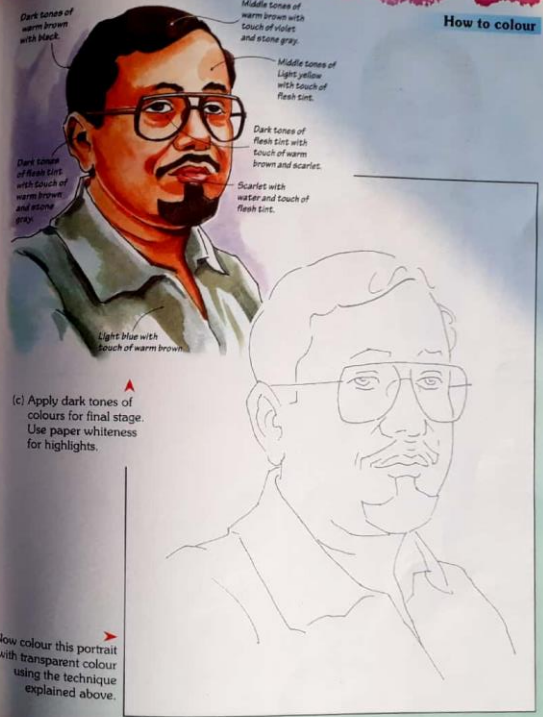 How to colour
Dark tones of
warm brown
with black.
Middle tones of
warm brown with
touch of violet
and stone gray.
Middle tones of
Light yellow
with touch of
flesh tint.
Dark tones of
flesh tint with
touch of warm
brown and scarlet.
Dark tones
of flesh tint
with touch of
warm brown
and stone
gray.
Scarlet with
water and touch of
flesh tint.
Light blue with
touch of warm brown.
(c) Apply dark tones of
colours for final stage.
Use paper whiteness
for highlights.
Now colour this portrait
with transparent colour
using the technique
explained above.